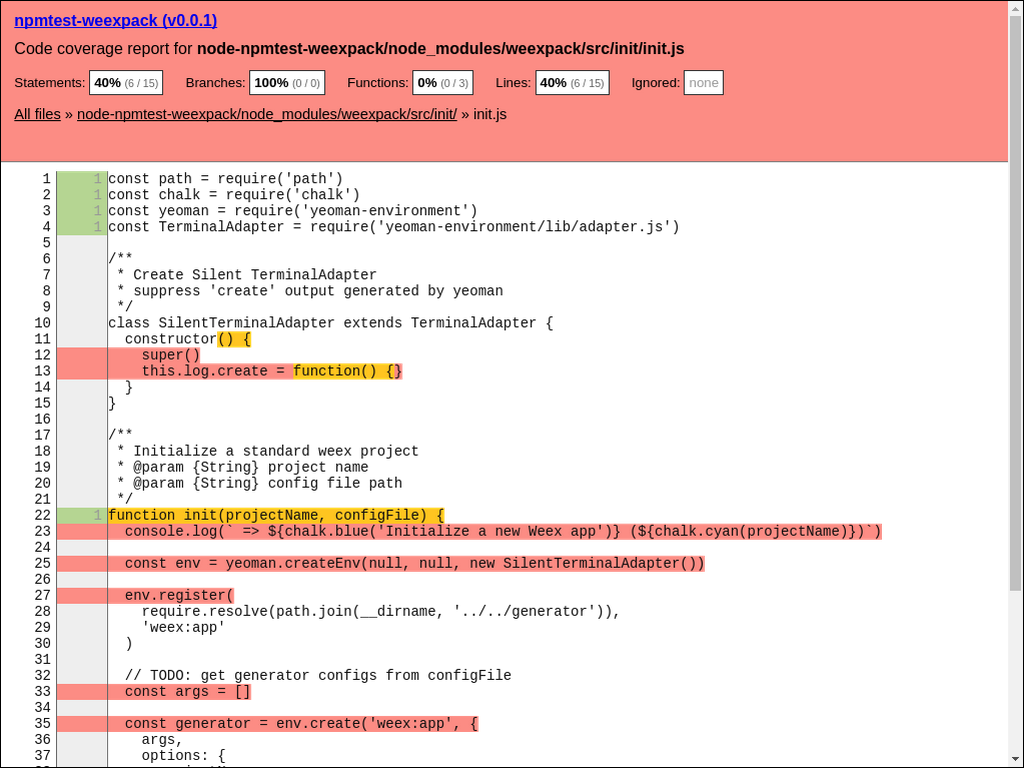 npmtest-weexpack (v0.0.1)
Code coverage report for node-npmtest-weexpack/node_modules/weexpack/src/init/init.js
Statements: 40% (6 / 15) Branches: 100% (0 / 0) Functions: 0% (0 / 3) Lines: 40% (6 / 15) Ignored: none
All files » node-npmtest-weexpack/node_modules/weexpack/src/init/ » init.js
1 1 const path = require('path')
2 1 const chalk = require('chalk')
3 1 const yeoman = require('yeoman-environment')
4 1 const TerminalAdapter = require('yeoman-environment/lib/adapter.js')
5
6 /**
7  * Create Silent TerminalAdapter
8  * suppress 'create' output generated by yeoman
9  */
10 class SilentTerminalAdapter extends TerminalAdapter {
11   constructor() {
12     super()
13     this.log.create = function() {}
14   }
15 }
16
17 /**
18  * Initialize a standard weex project
19  * @param {String} project name
20  * @param {String} config file path
21  */
22 1 function init(projectName, configFile) {
23   console.log(` => ${chalk.blue('Initialize a new Weex app')} (${chalk.cyan(projectName)})`)
24
25   const env = yeoman.createEnv(null, null, new SilentTerminalAdapter())
26
27   env.register(
28     require.resolve(path.join(__dirname, '../../generator')),
29     'weex:app'
30   )
31
32   // TODO: get generator configs from configFile
33   const args = []
34
35   const generator = env.create('weex:app', {
36     args,
37     options: {